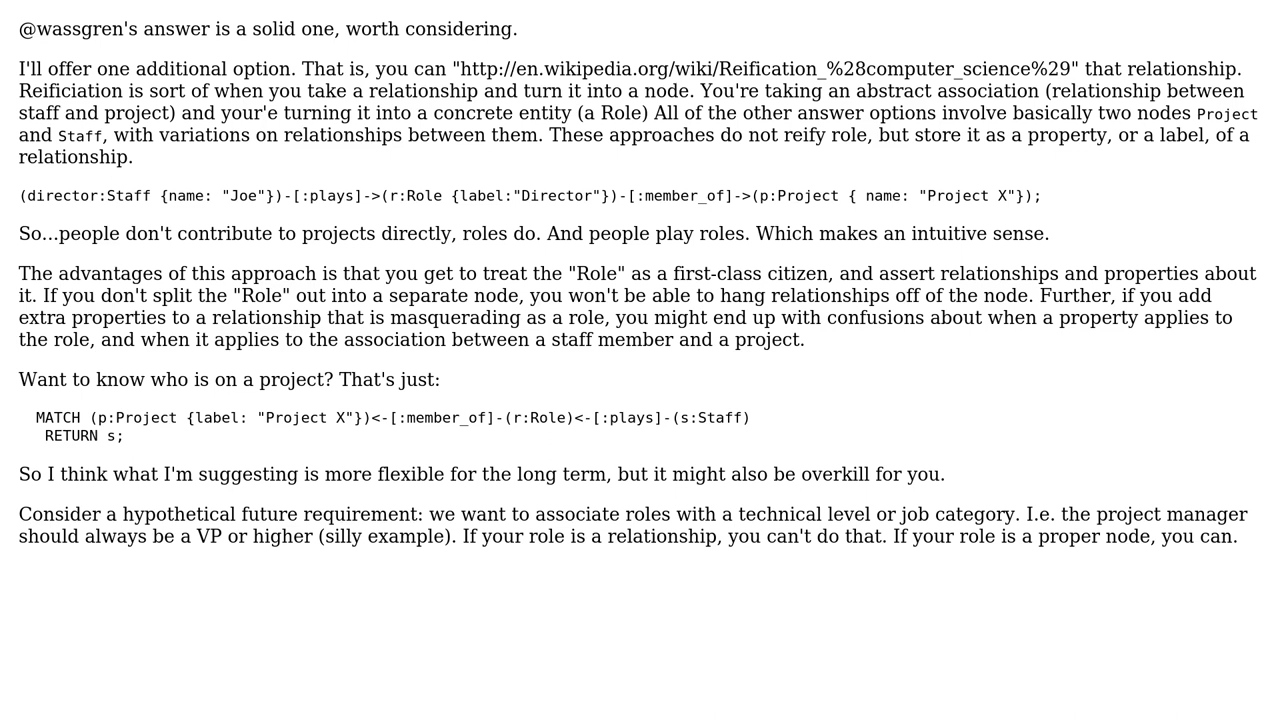 @wassgren's answer is a solid one, worth considering.
I'll offer one additional option. That is, you can "http://en.wikipedia.org/wiki/Reification_%28computer_science%29" that relationship.
Reificiation is sort of when you take a relationship and turn it into a node. You're taking an abstract association (relationship between
staff and project) and your'e turning it into a concrete entity (a Role) All of the other answer options involve basically two nodes Project
and Staff, with variations on relationships between them. These approaches do not reify role, but store it as a property, or a label, of a
relationship.
(director:Staff {name: "Joe"})-[:plays]->(r:Role {label:"Director"})-[:member_of]->(p:Project { name: "Project X"});
So...people don't contribute to projects directly, roles do. And people play roles. Which makes an intuitive sense.
The advantages of this approach is that you get to treat the "Role" as a first-class citizen, and assert relationships and properties about
it. If you don't split the "Role" out into a separate node, you won't be able to hang relationships off of the node. Further, if you add
extra properties to a relationship that is masquerading as a role, you might end up with confusions about when a property applies to
the role, and when it applies to the association between a staff member and a project.
Want to know who is on a project? That's just:
MATCH (p:Project {label: "Project X"})<-[:member_of]-(r:Role)<-[:plays]-(s:Staff)
RETURN s;
So I think what I'm suggesting is more flexible for the long term, but it might also be overkill for you.
Consider a hypothetical future requirement: we want to associate roles with a technical level or job category. I.e. the project manager
should always be a VP or higher (silly example). If your role is a relationship, you can't do that. If your role is a proper node, you can.